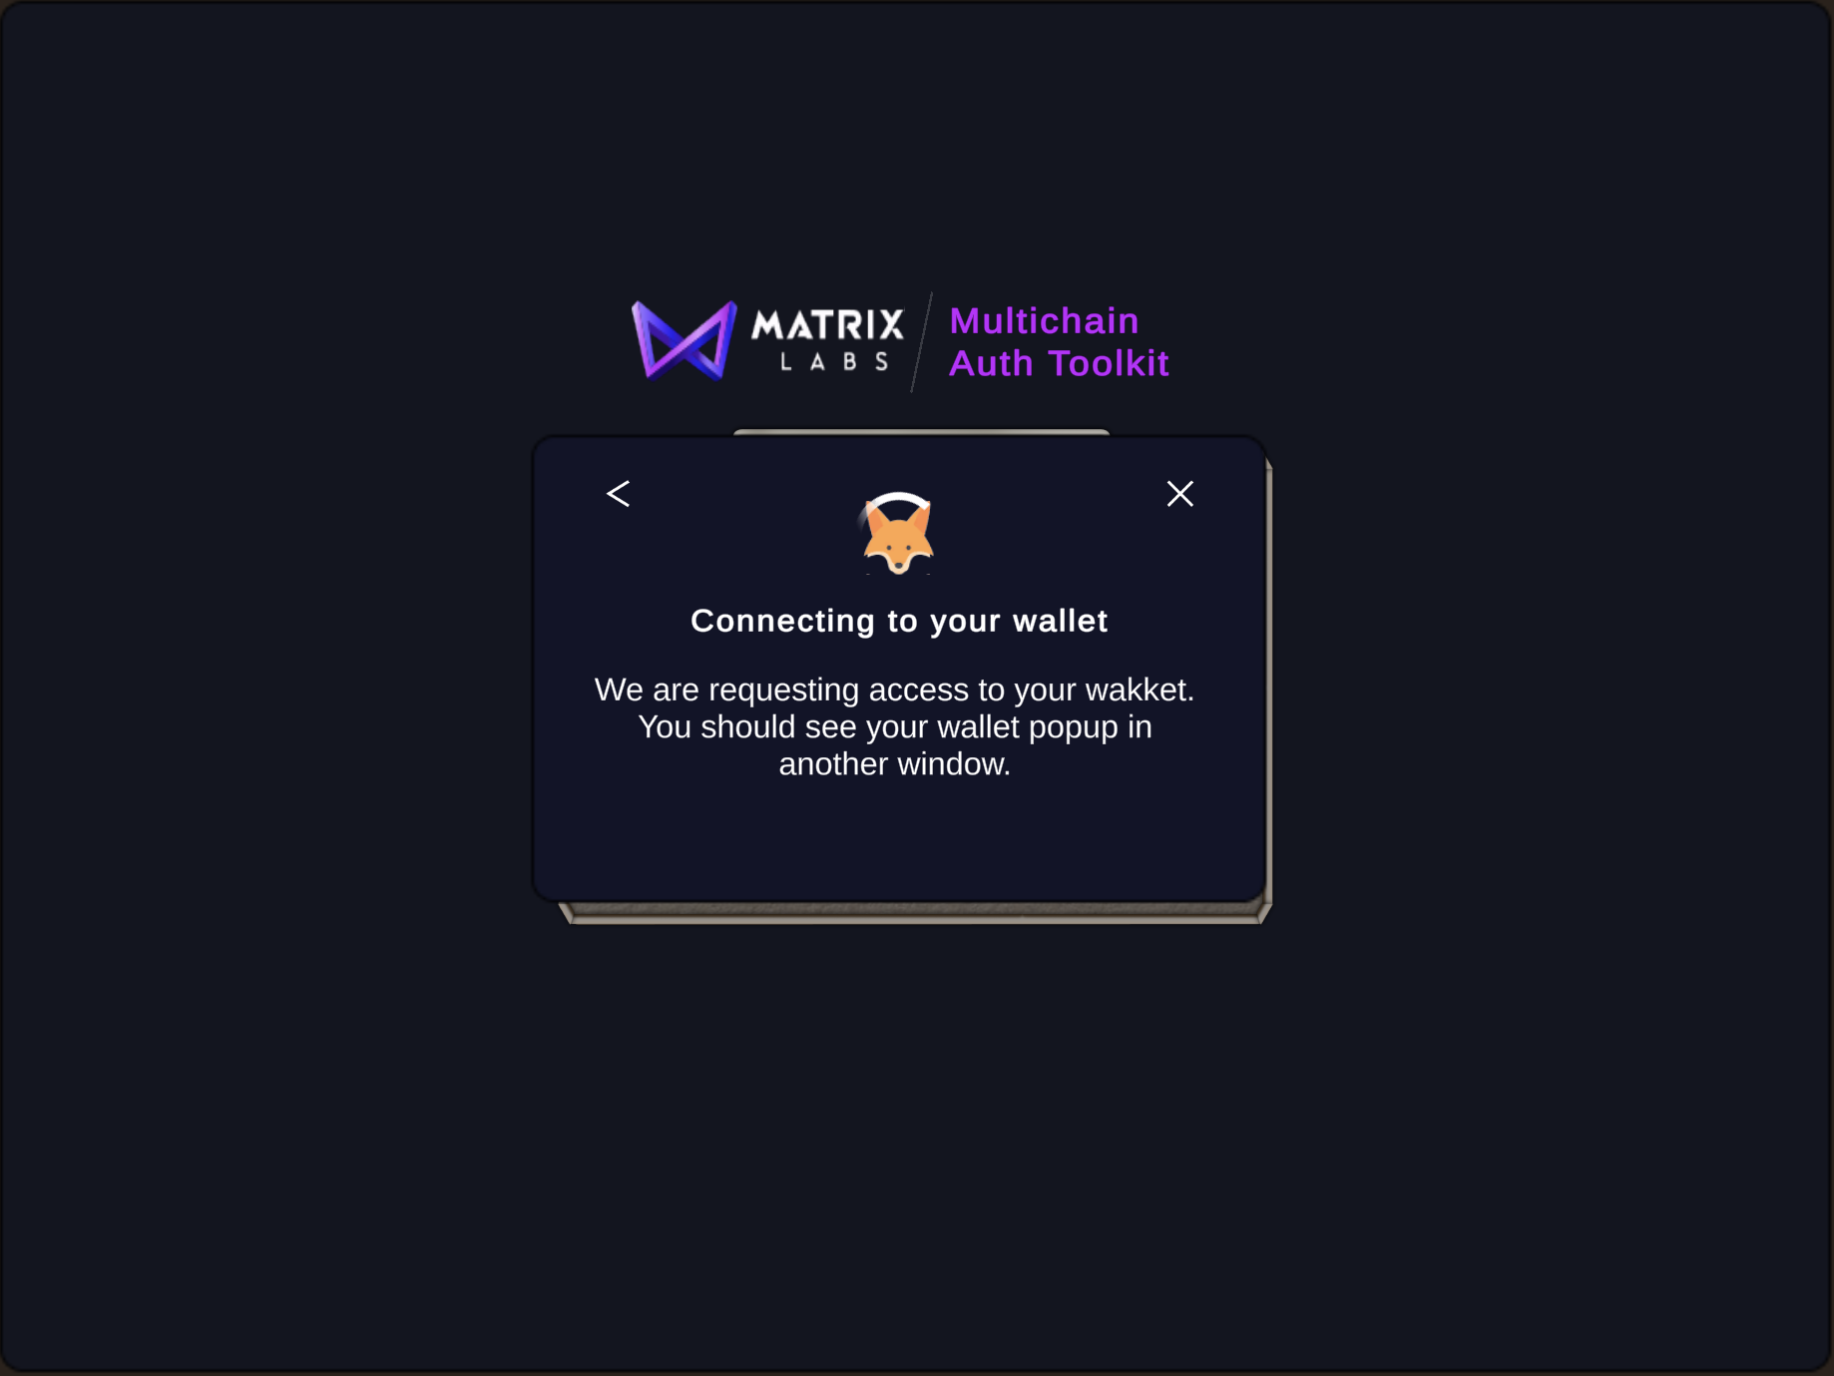 MATRIX
LABS
Multichain
Auth Toolkit
Connecting to your wallet
We are requesting access to your wakket.
You should see your wallet popup in
another window.